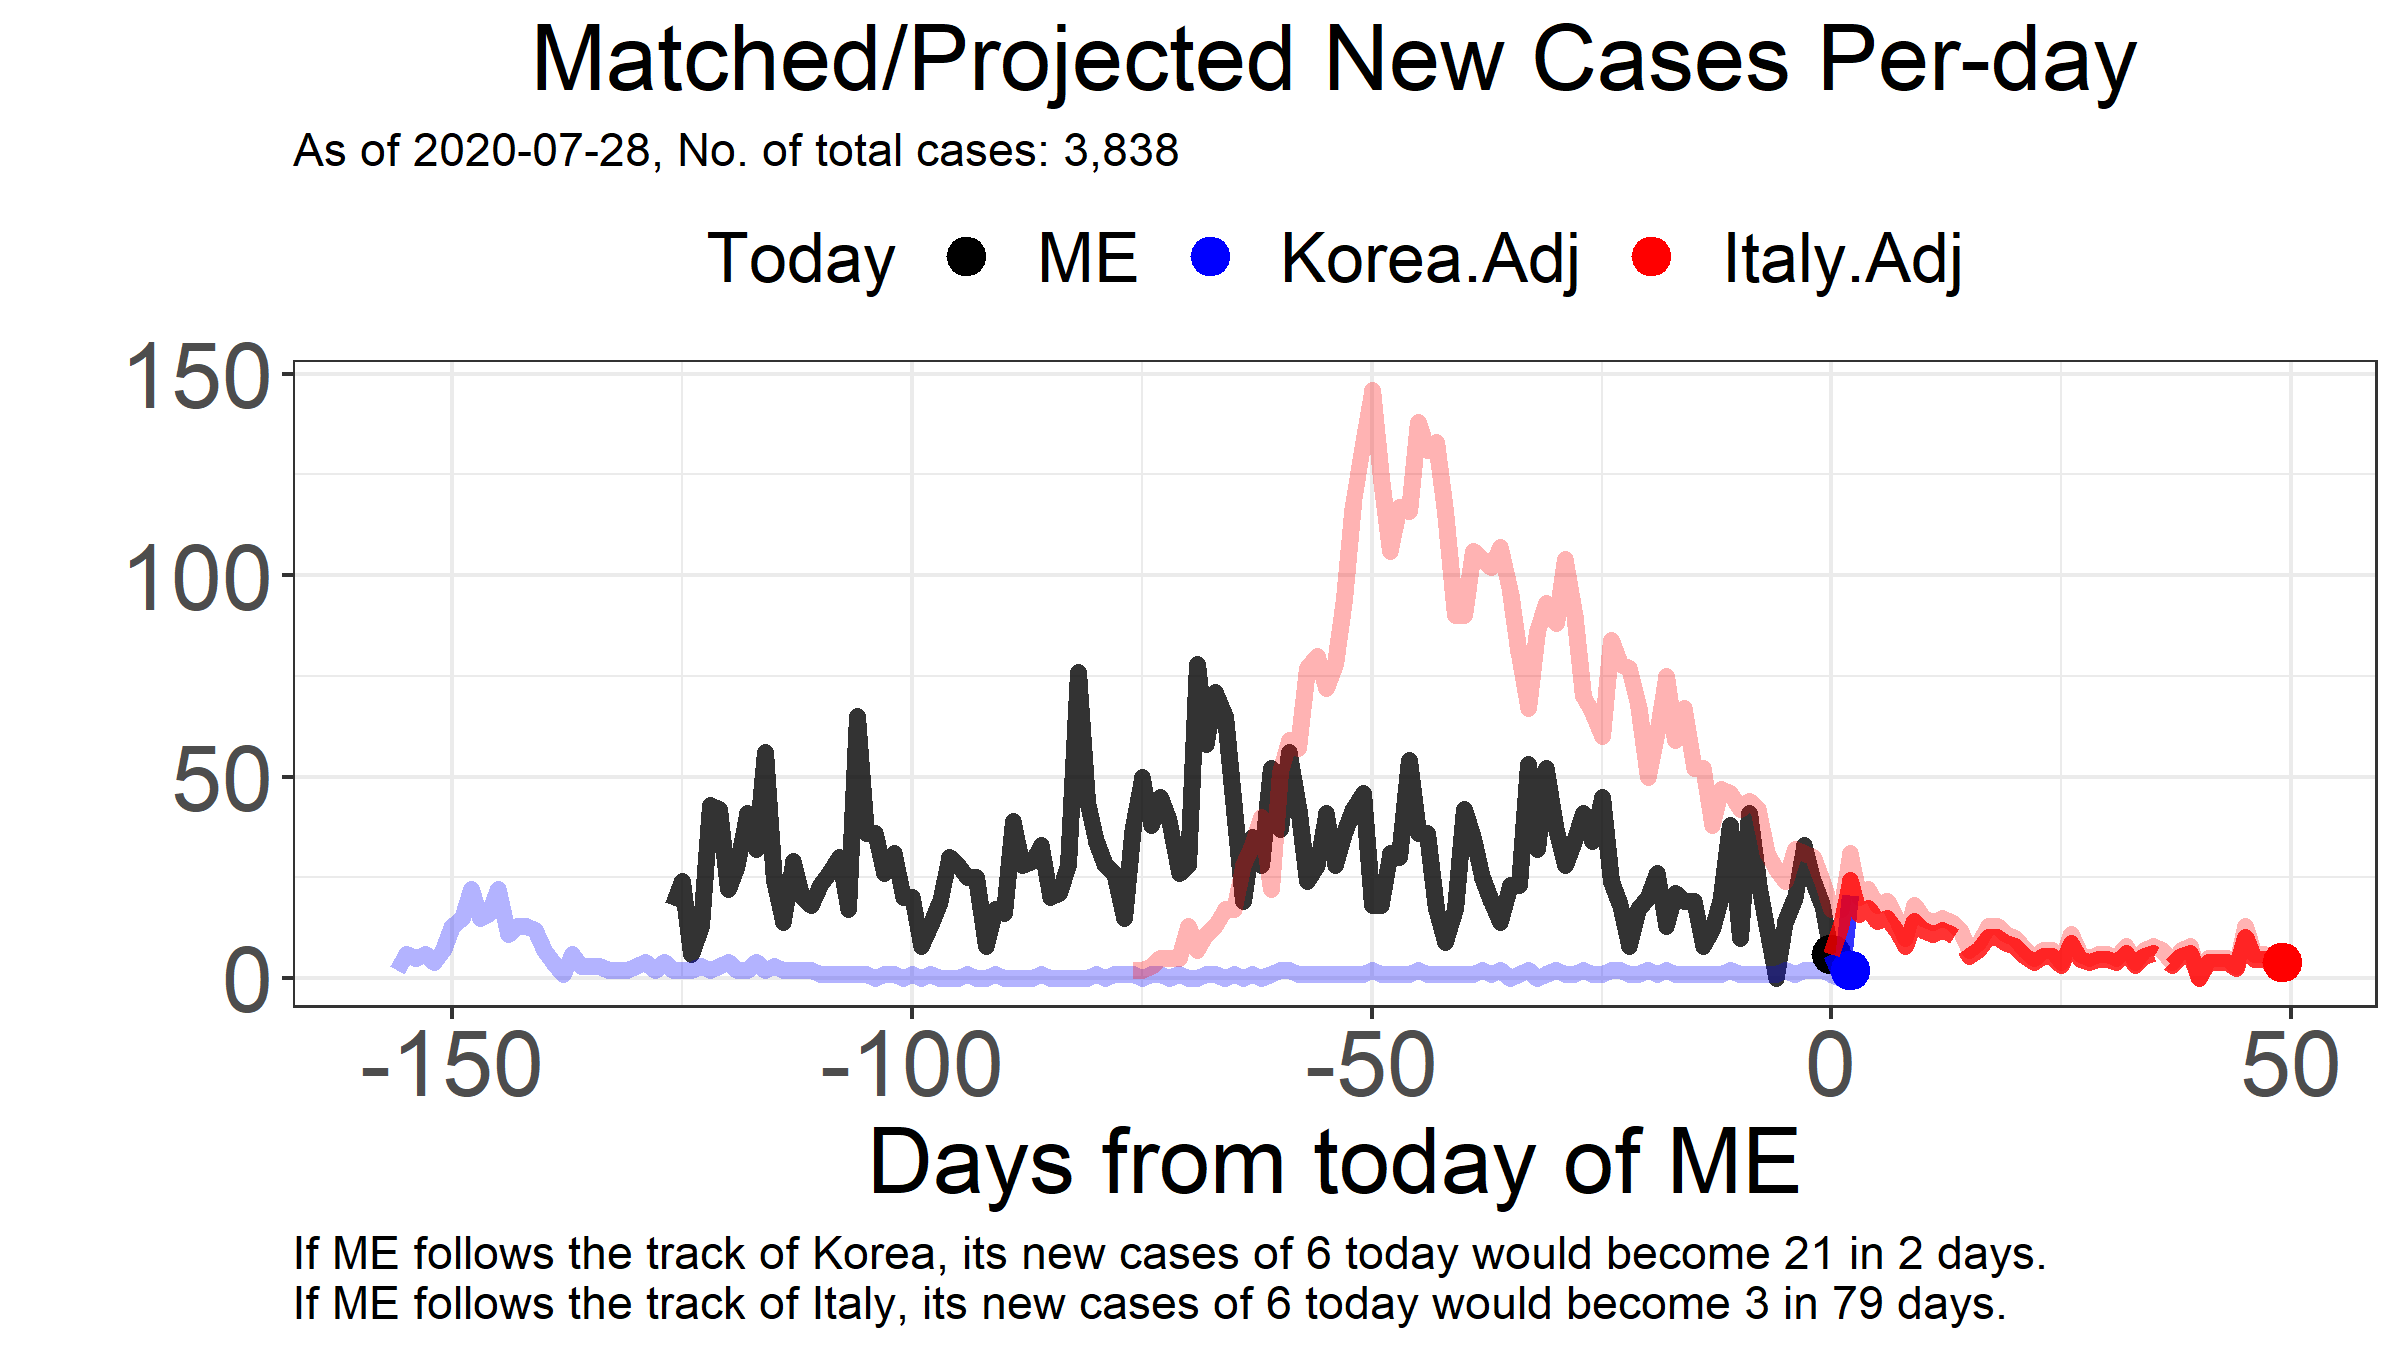 Matched/Projected New Cases Per-day
As of 2020-07-28, No. of total cases: 3,838
Today ME Korea.Adj Italy.Adj
150
100
50
0
-150 -100 -50 0 50
Days from today of ME
If ME follows the track of Korea, its new cases of 6 today would become 21 in 2 days.
If ME follows the track of Italy, its new cases of 6 today would become 3 in 79 days.